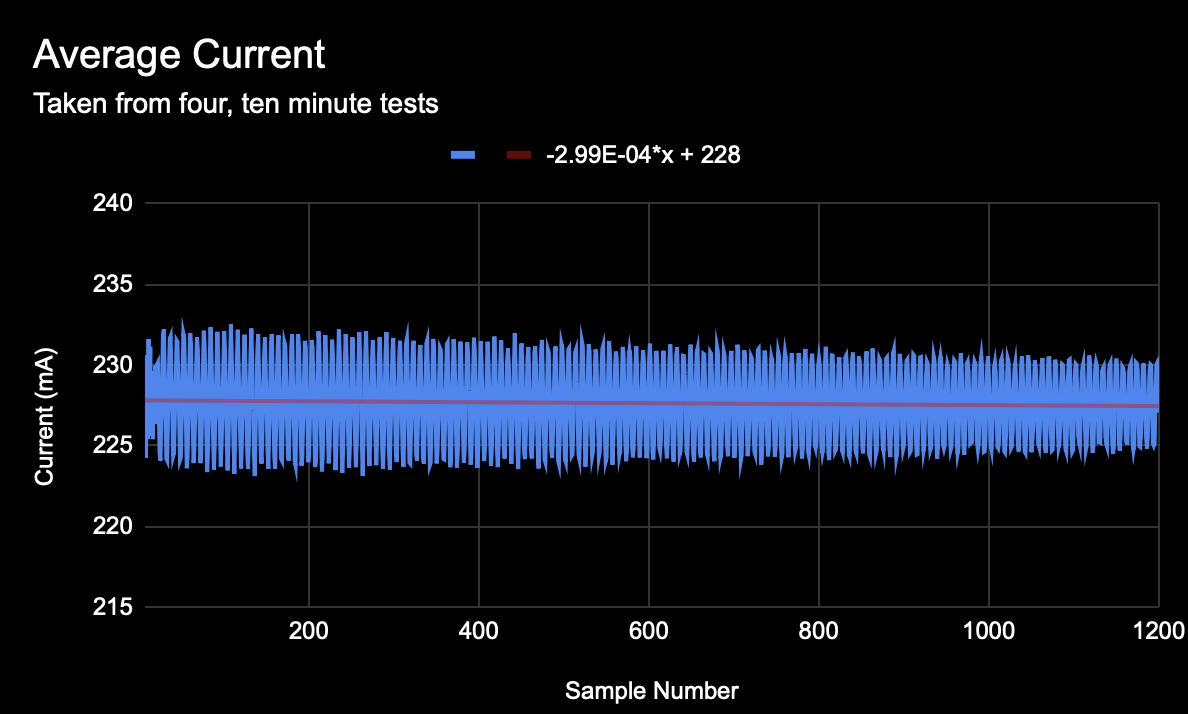 Average Current
Taken from four, ten minute tests
-2.99E-04*x + 228
240
235
230
225
220
215
Current (mA)
200 400 600 800 1000 1200
Sample Number